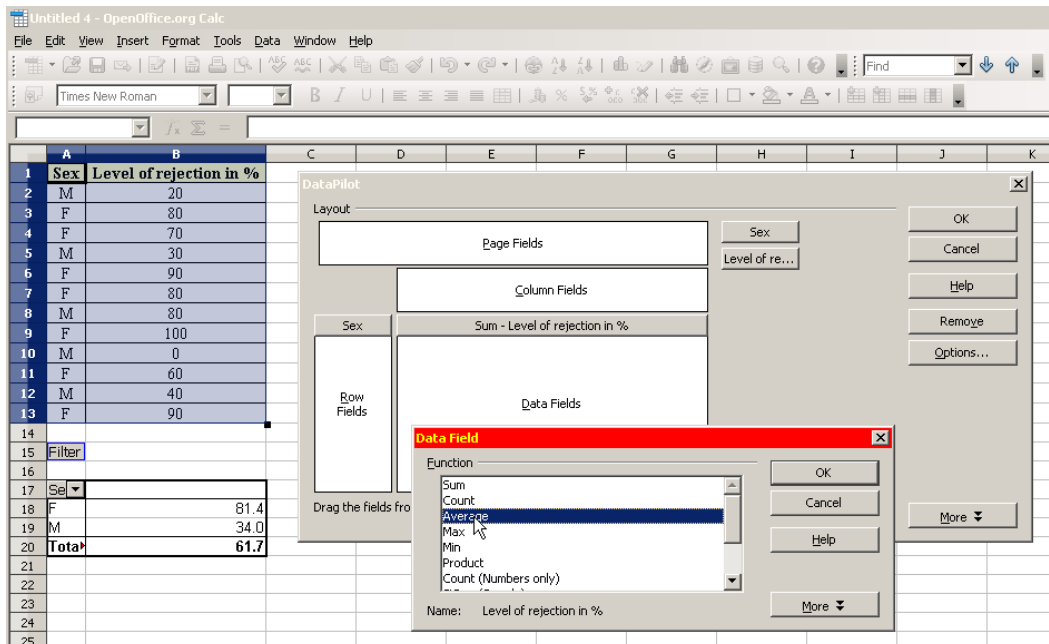 Untitled 4 - OpenOffice.org Calc
File Edit View Insert Format Tools Data Window Help
Find
Times New Roman
B I U
A B C D E F G H I J K
1 Sex Level of rejection in %
2 M 20
3 F 80
4 F 70
5 M 30
6 F 90
7 F 80
8 M 80
9 F 100
10 M 0
11 F 60
12 M 40
13 F 90
14
15 Filter
16
17 Se
18 F 81.4
19 M 34.0
20 Tota 61.7
21
22
23
24
25
DataPilot
Layout
Page Fields
Sex
Level of re...
Column Fields
Sex
Sum - Level of rejection in %
Row
Fields
Data Fields
Drag the fields fro
OK
Cancel
Help
Remove
Options...
More
Data Field
Function
Sum
Count
Average
Max
Min
Product
Count (Numbers only)
Name: Level of rejection in %
OK
Cancel
Help
More